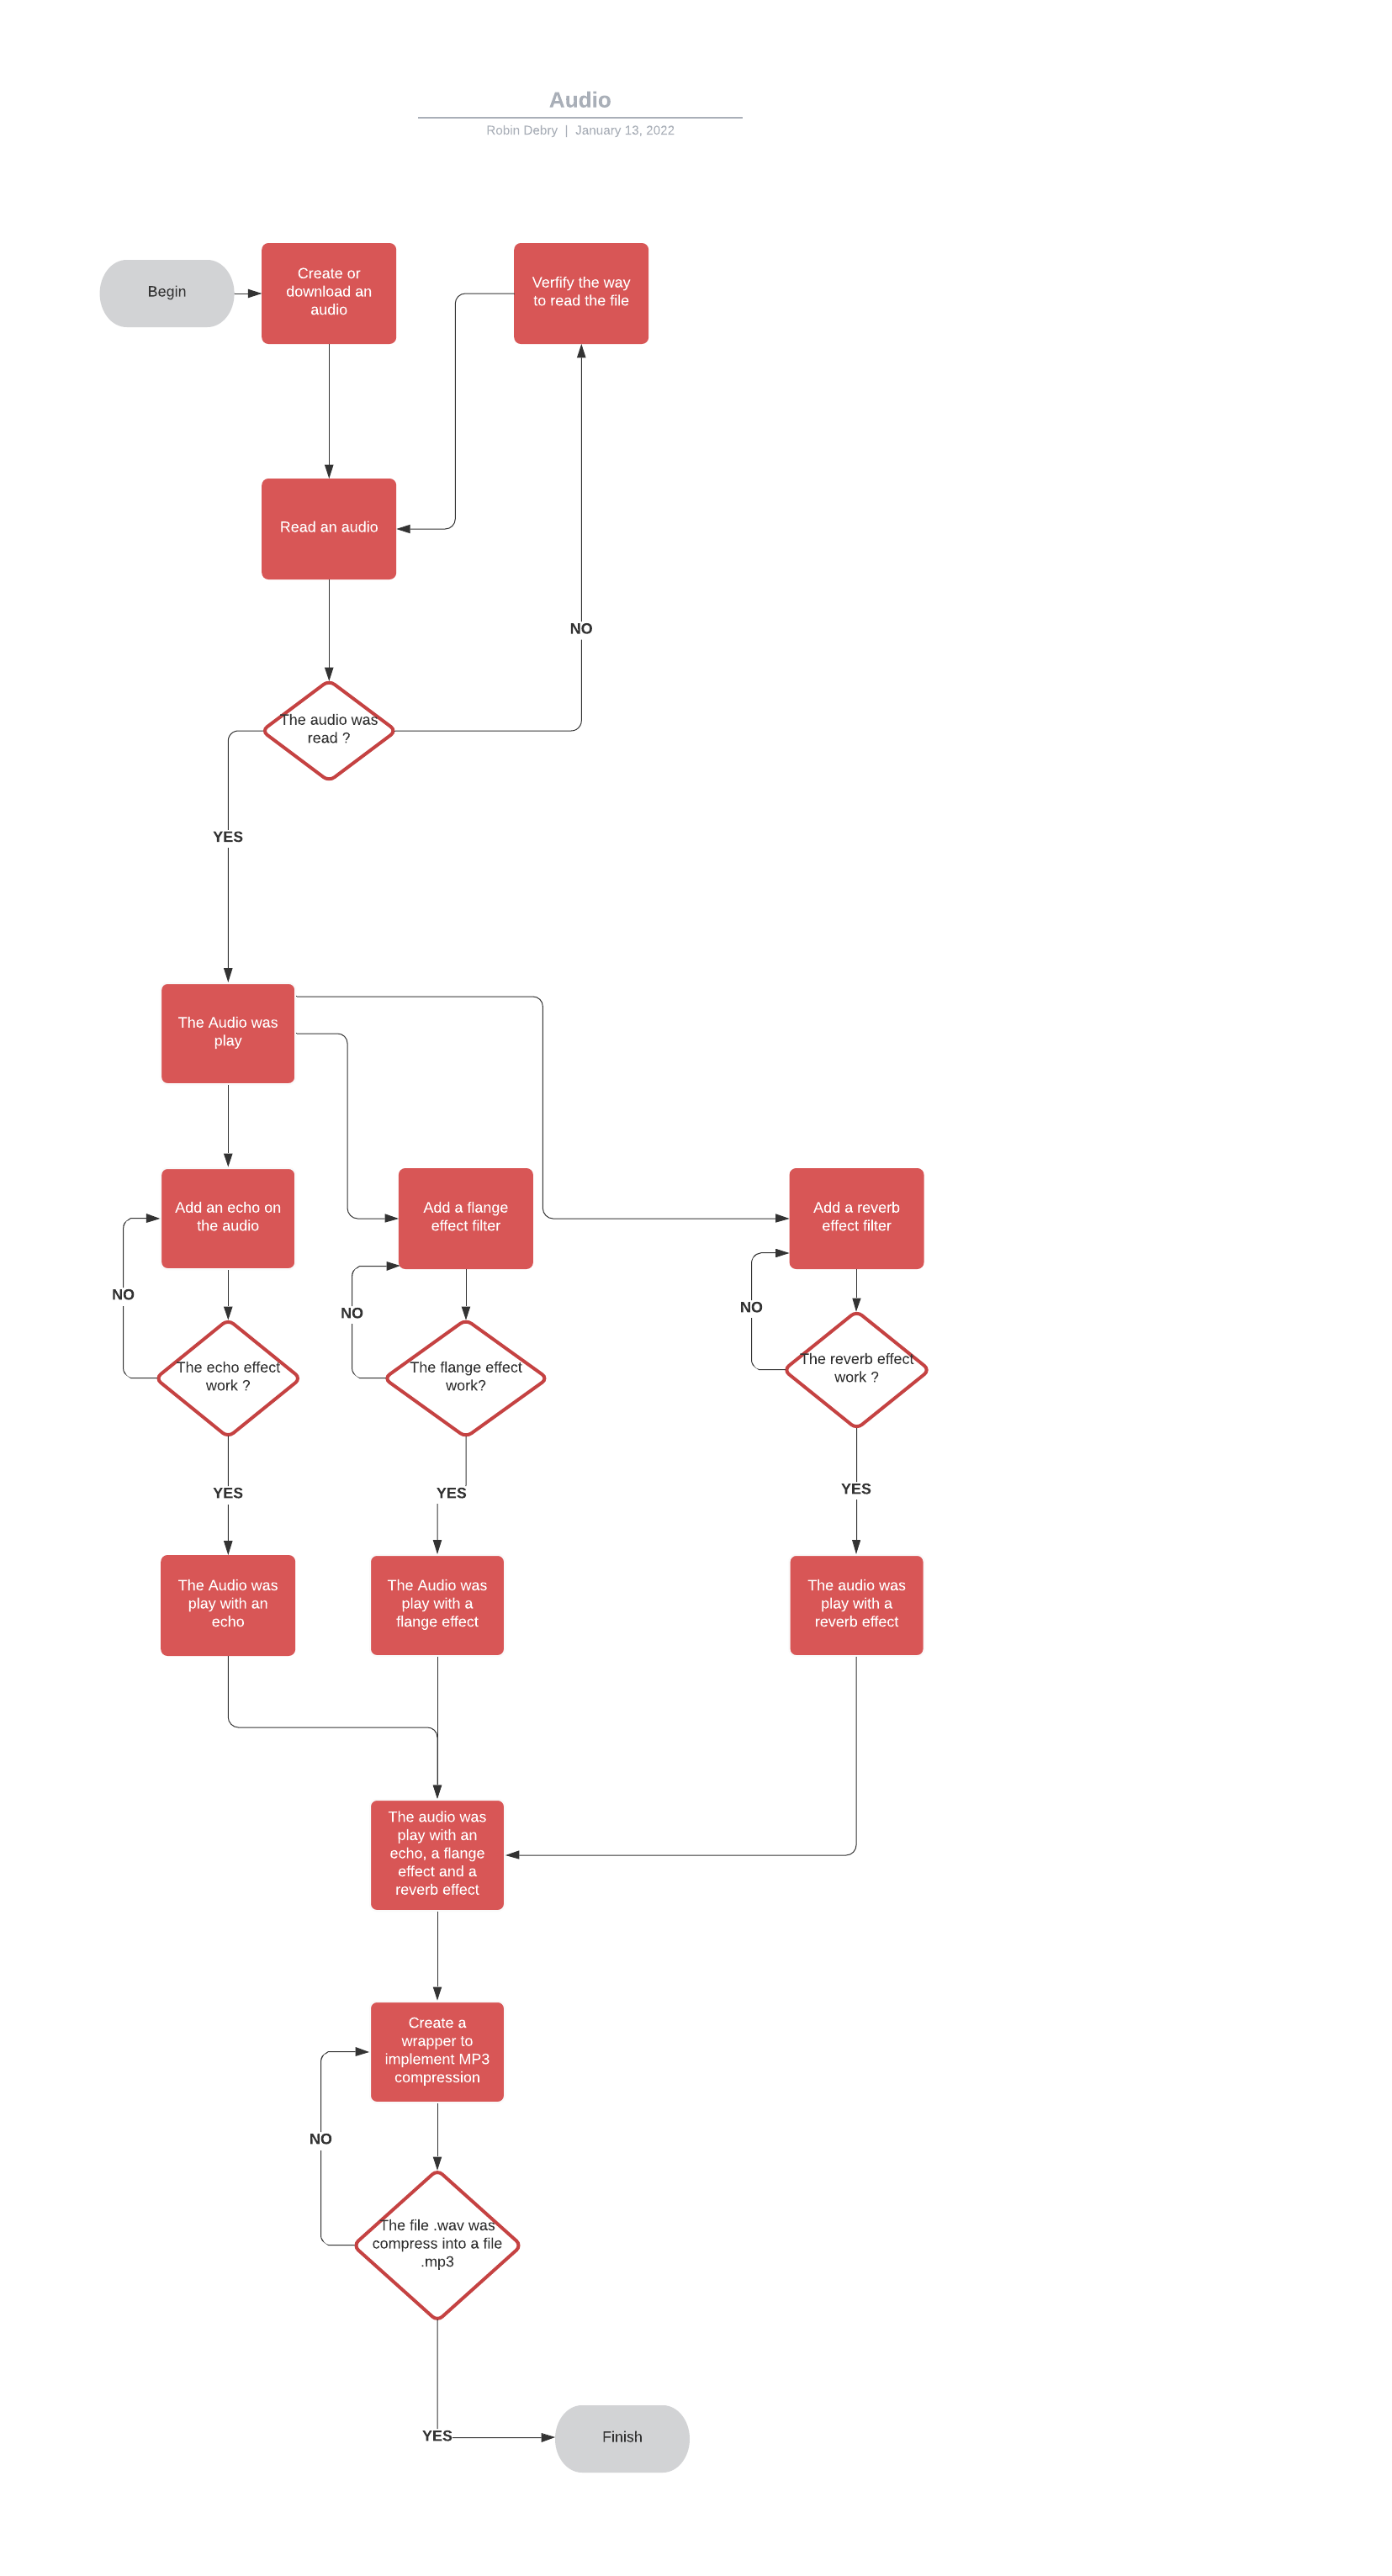 Audio
Robin Debry | January 13, 2022
Begin
Create or
download an
audio
Verfify the way
to read the file
Read an audio
NO
The audio was
read ?
YES
The Audio was
play
Add an echo on
the audio
Add a flange
effect filter
Add a reverb
effect filter
NO
NO
NO
The echo effect
work ?
The flange effect
work?
The reverb effect
work ?
YES
YES
YES
The Audio was
play with an
echo
The Audio was
play with a
flange effect
The audio was
play with a
reverb effect
The audio was
play with an
echo, a flange
effect and a
reverb effect
Create a
wrapper to
implement MP3
compression
NO
The file .wav was
compress into a file
.mp3
YES
Finish